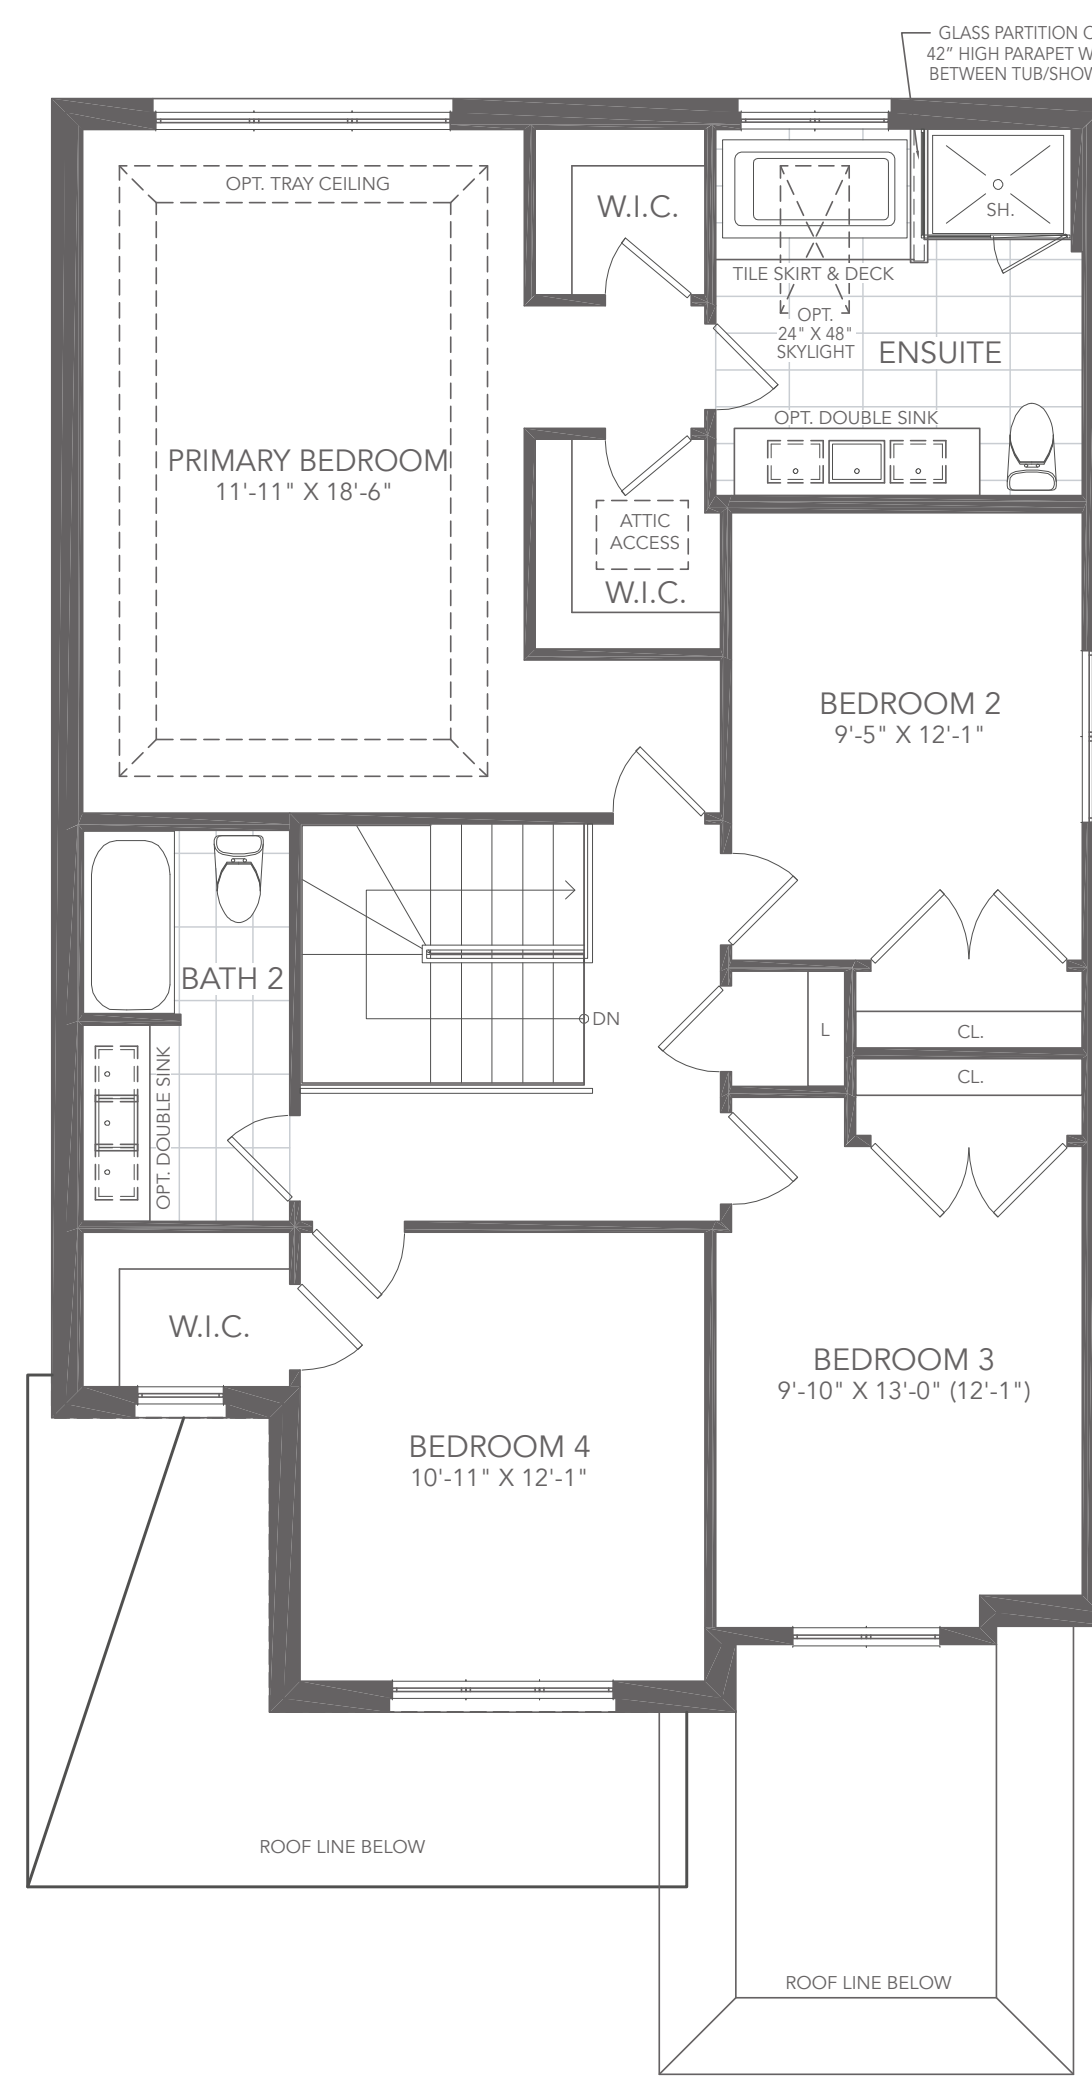 GLASS PARTITION
42" HIGH PARAPET
BETWEEN
OPT. TRAY CEILING
W.I.C.
SH.
TILE SKIRT & DECK
OPT.
24" X 48"
SKYLIGHT
ENSUITE
OPT. DOUBLE SINK
PRIMARY BEDROOM
11'-11" X 18'-6"
ATTIC
ACCESS
W.I.C.
BEDROOM 2
9'-5" X 12'-1"
BATH 2
DN
L
CL.
CL.
OPT. DOUBLE SINK
W.I.C.
BEDROOM 3
9'-10" X 13'-0" (12'-1")
BEDROOM 4
10'-11" X 12'-1"
ROOF LINE BELOW
ROOF LINE BELOW